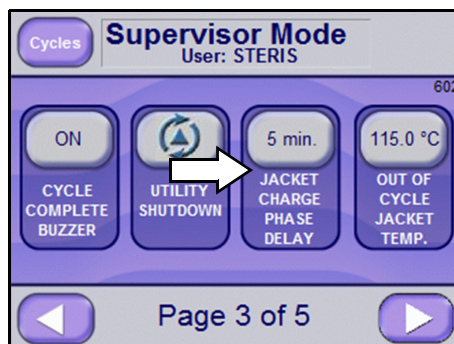 Cycles
Supervisor Mode
User: STERIS
602
ON
CYCLE
COMPLETE
BUZZER
UTILITY
SHUTDOWN
5 min.
JACKET
CHARGE
PHASE
DELAY
115.0 °C
OUT OF
CYCLE
JACKET
TEMP.
Page 3 of 5